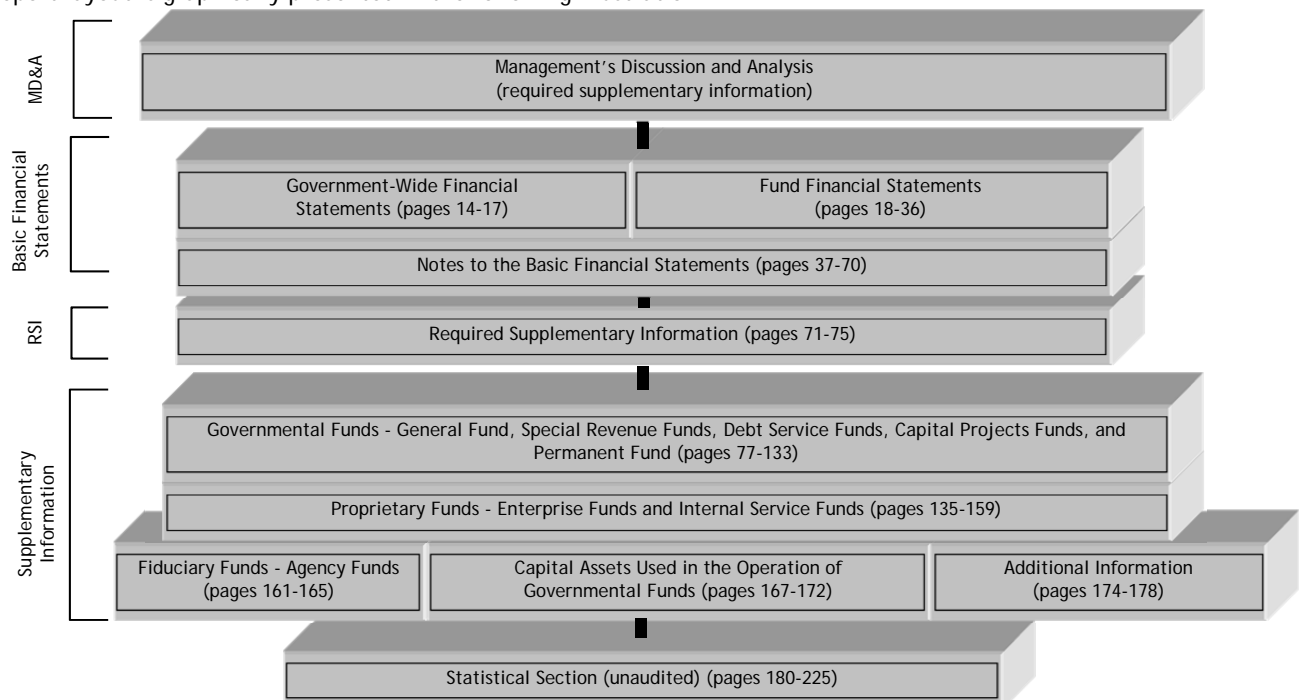 MD&A
Management's Discussion and Analysis
(required supplementary information)
Basic Financial
Statements
Government-Wide Financial
Statements (pages 14-17)
Fund Financial Statements
(pages 18-36)
Notes to the Basic Financial Statements (pages 37-70)
RSI
Required Supplementary Information (pages 71-75)
Supplementary
Information
Governmental Funds - General Fund, Special Revenue Funds, Debt Service Funds, Capital Projects Funds, and
Permanent Fund (pages 77-133)
Proprietary Funds - Enterprise Funds and Internal Service Funds (pages 135-159)
Fiduciary Funds - Agency Funds
(pages 161-165)
Capital Assets Used in the Operation of
Governmental Funds (pages 167-172)
Additional Information
(pages 174-178)
Statistical Section (unaudited) (pages 180-225)